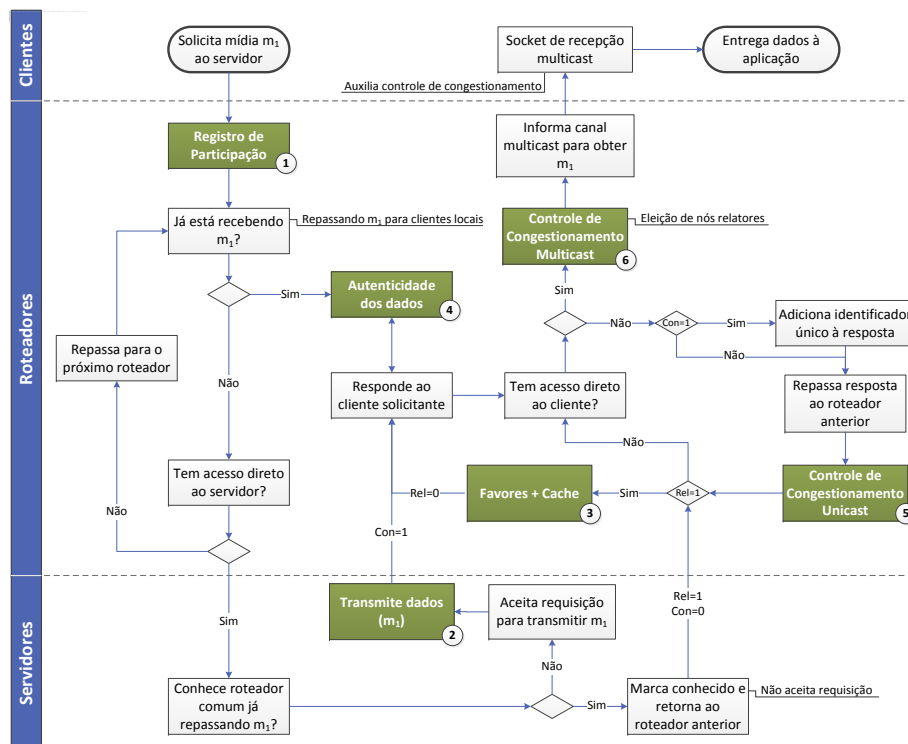 Clientes
Solicita mídia m₁
ao servidor
Socket de recepção
multicast
Entrega dados à
aplicação
Auxilia controle de congestionamento
Roteadores
Registro de
Participação
1
Informa canal
multicast para obter
m₁
Já está recebendo
m₁?
Repassando m₁ para clientes locais
Controle de
Congestionamento
Multicast
6
Eleição de nós relatores
Sim
Autenticidade
dos dados
4
Sim
Não
Con=1
Sim
Não
Adiciona identificador
único à resposta
Repassa para o
próximo roteador
Não
Responde ao
cliente solicitante
Tem acesso direto
ao cliente?
Repassa resposta
ao roteador
anterior
Não
Tem acesso direto
ao servidor?
Não
Rel=0
Favores + Cache
3
Sim
Rel=1
Controle de
Congestionamento
Unicast
5
Con=1
Servidores
Sim
Transmite dados
(m₁)
2
Aceita requisição
para transmitir m₁
Rel=1
Con=0
Não
Conhece roteador
comum já
repassando m₁?
Sim
Marca conhecido e
retorna ao
roteador anterior
Não aceita requisição